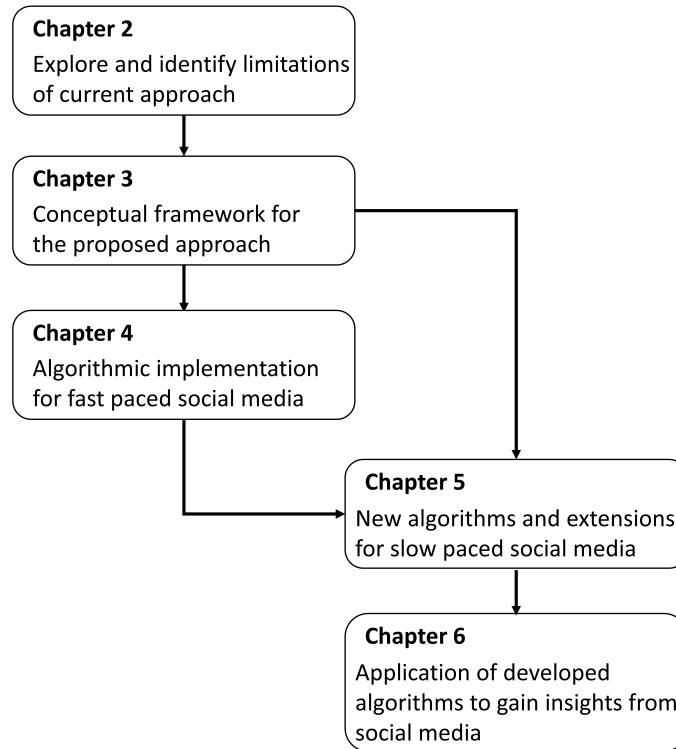 Chapter 2
Explore and identify limitations
of current approach
Chapter 3
Conceptual framework for
the proposed approach
Chapter 4
Algorithmic implementation
for fast paced social media
Chapter 5
New algorithms and extensions
for slow paced social media
Chapter 6
Application of developed
algorithms to gain insights from
social media